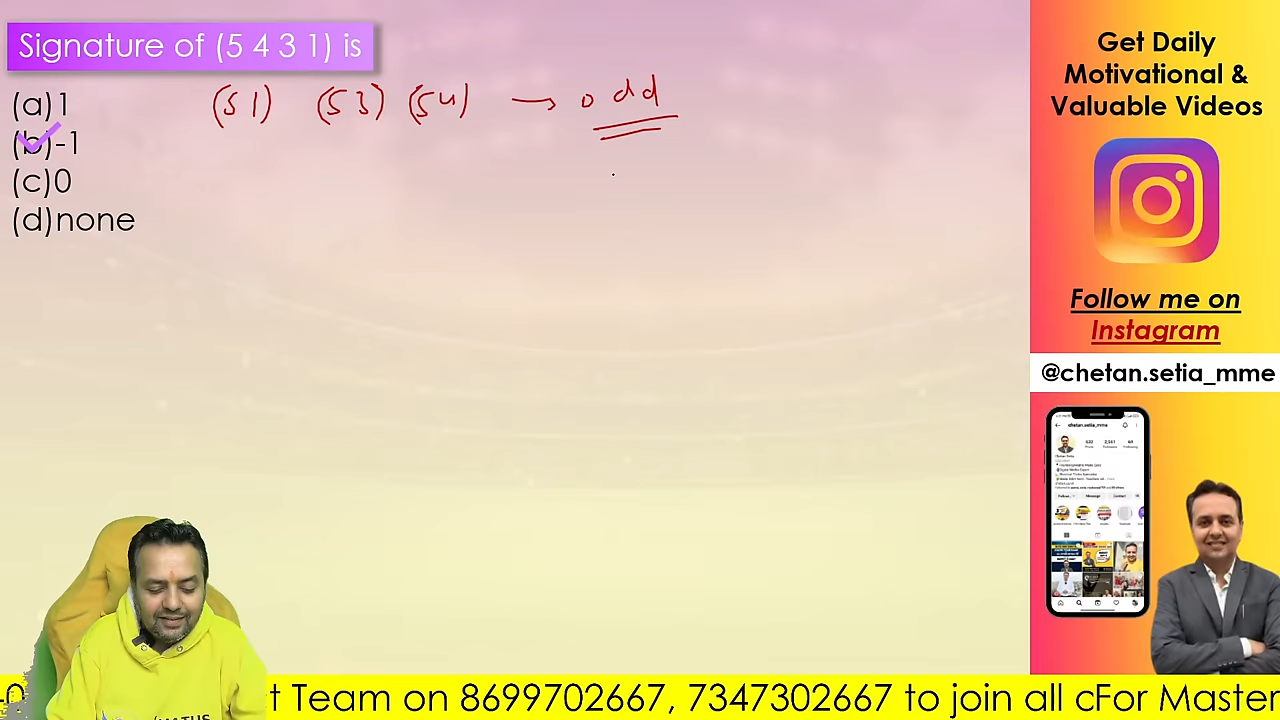 Signature of (5 4 3 1) is
(a)1
(b)-1
(c)0
(d)none
(5 1) (5 3) (5 4) → odd
Get Daily
Motivational &
Valuable Videos
Follow me on
Instagram
@chetan.setia_mme
chetan.setia_mme
t Team on 8699702667, 7347302667 to join all cFor Master